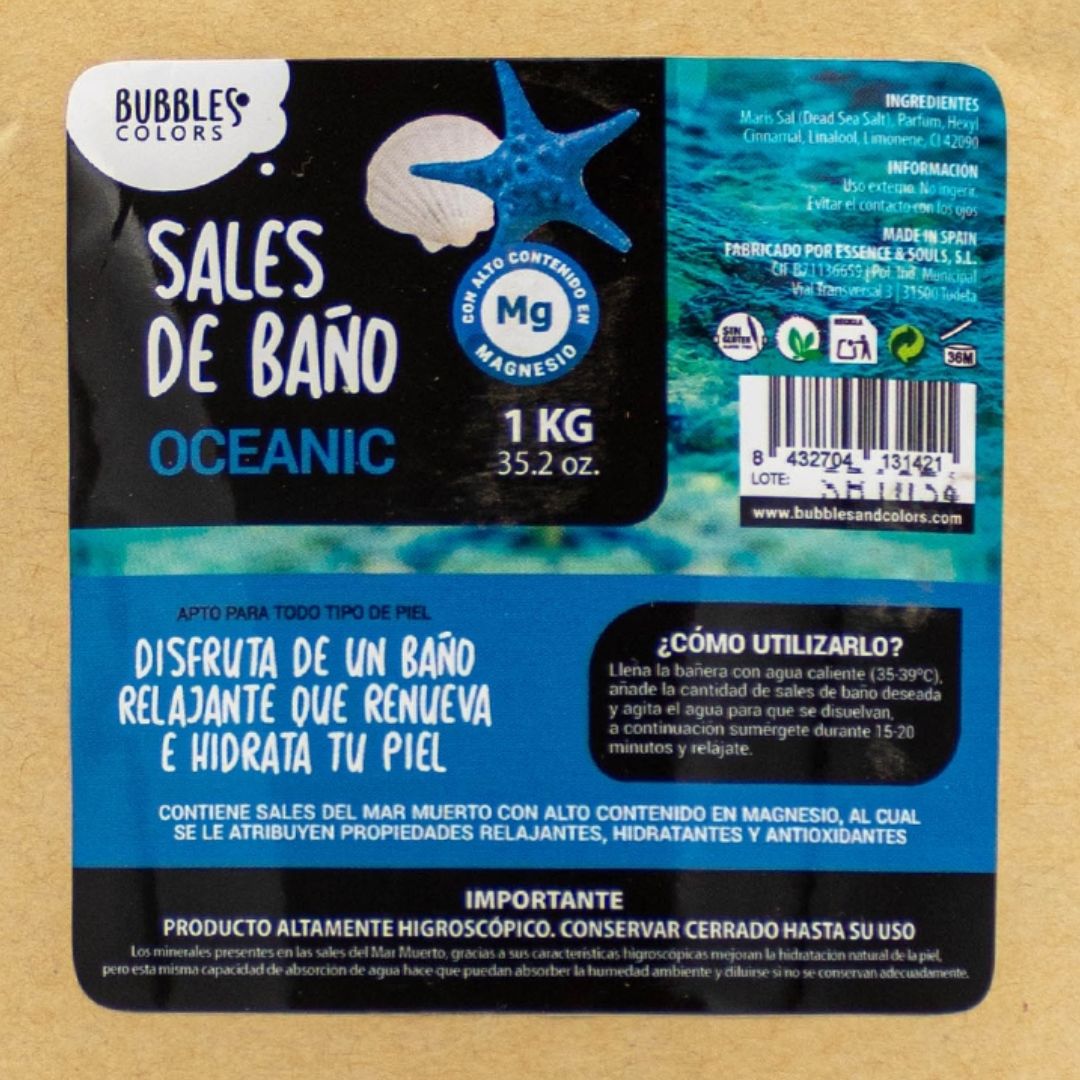 BUBBLES
COLORS
SALES
DE BAÑO
OCEANIC
CON ALTO CONTENIDO EN
Mg
MAGNESIO
1 KG
35.2 oz.
INGREDIENTES
Maris Sal (Dead Sea Salt), Parfum, Hexyl
Cinnamal, Linalool, Limonene, CI 42090
INFORMACIÓN
Uso externo. No ingerir.
Evitar el contacto con los ojos
MADE IN SPAIN
FABRICADO POR ESSENCE & SOULS, S.L.
CIF B71136659 | Pol. Ind. Municipal
Vial Transversal 3 | 31500 Tudela
SIN
GLUTEN
RECICLA
36M
8 432704 131421
LOTE:
www.bubblesandcolors.com
APTO PARA TODO TIPO DE PIEL
DISFRUTA DE UN BAÑO
RELAJANTE QUE RENUEVA
E HIDRATA TU PIEL
¿CÓMO UTILIZARLO?
Llena la bañera con agua caliente (35-39ºC),
añade la cantidad de sales de baño deseada
y agita el agua para que se disuelvan,
a continuación sumérgete durante 15-20
minutos y relájate.
CONTIENE SALES DEL MAR MUERTO CON ALTO CONTENIDO EN MAGNESIO, AL CUAL
SE LE ATRIBUYEN PROPIEDADES RELAJANTES, HIDRATANTES Y ANTIOXIDANTES
IMPORTANTE
PRODUCTO ALTAMENTE HIGROSCÓPICO. CONSERVAR CERRADO HASTA SU USO
Los minerales presentes en las sales del Mar Muerto, gracias a sus características higroscópicas mejoran la hidratación natural de la piel,
pero esta misma capacidad de absorción de agua hace que puedan absorber la humedad ambiente y diluirse si no se conservan adecuadamente.